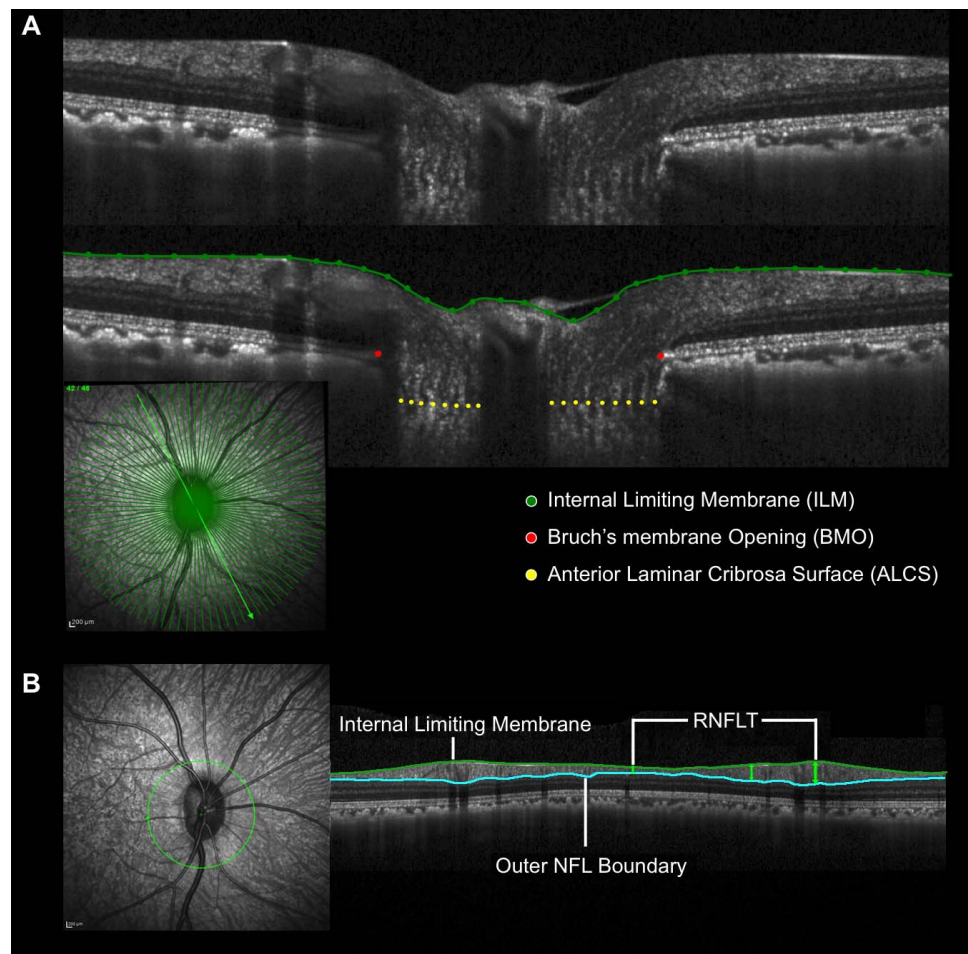 A
42 / 48
200 µm
Internal Limiting Membrane (ILM)
Bruch's membrane Opening (BMO)
Anterior Laminar Cribrosa Surface (ALCS)
B
Internal Limiting Membrane
RNFLT
Outer NFL Boundary
200 µm